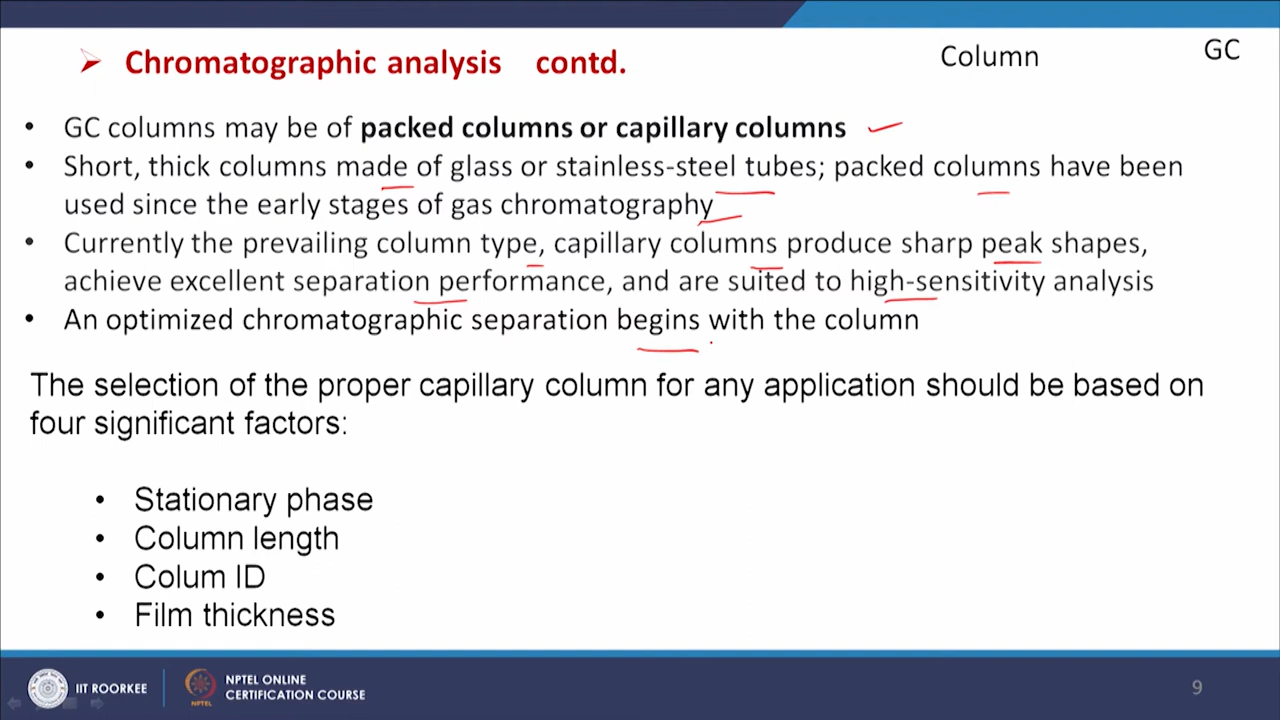 Chromatographic analysis contd.
Column
GC
• GC columns may be of packed columns or capillary columns
• Short, thick columns made of glass or stainless-steel tubes; packed columns have been
used since the early stages of gas chromatography
• Currently the prevailing column type, capillary columns produce sharp peak shapes,
achieve excellent separation performance, and are suited to high-sensitivity analysis
• An optimized chromatographic separation begins with the column
The selection of the proper capillary column for any application should be based on
four significant factors:
• Stationary phase
• Column length
• Colum ID
• Film thickness
IIT ROORKEE
NPTEL
NPTEL ONLINE
CERTIFICATION COURSE
9